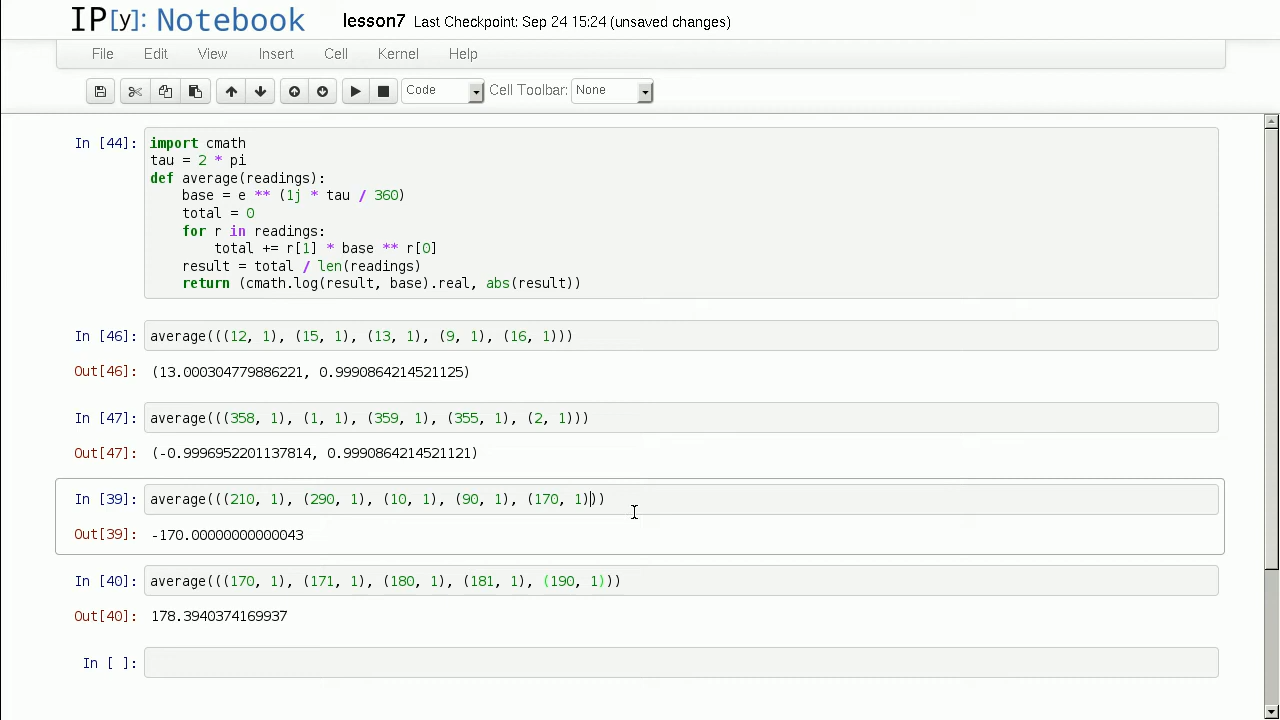 IP[y]: Notebook lesson7 Last Checkpoint: Sep 24 15:24 (unsaved changes)
File Edit View Insert Cell Kernel Help
Code Cell Toolbar: None
In [44]: import cmath
tau = 2 * pi
def average(readings):
    base = e ** (1j * tau / 360)
    total = 0
    for r in readings:
        total += r[1] * base ** r[0]
    result = total / len(readings)
    return (cmath.log(result, base).real, abs(result))
In [46]: average(((12, 1), (15, 1), (13, 1), (9, 1), (16, 1)))
Out[46]: (13.000304779886221, 0.9990864214521125)
In [47]: average(((358, 1), (1, 1), (359, 1), (355, 1), (2, 1)))
Out[47]: (-0.9996952201137814, 0.9990864214521121)
In [39]: average(((210, 1), (290, 1), (10, 1), (90, 1), (170, 1)))
Out[39]: -170.00000000000043
In [40]: average(((170, 1), (171, 1), (180, 1), (181, 1), (190, 1)))
Out[40]: 178.3940374169937
In [ ]: